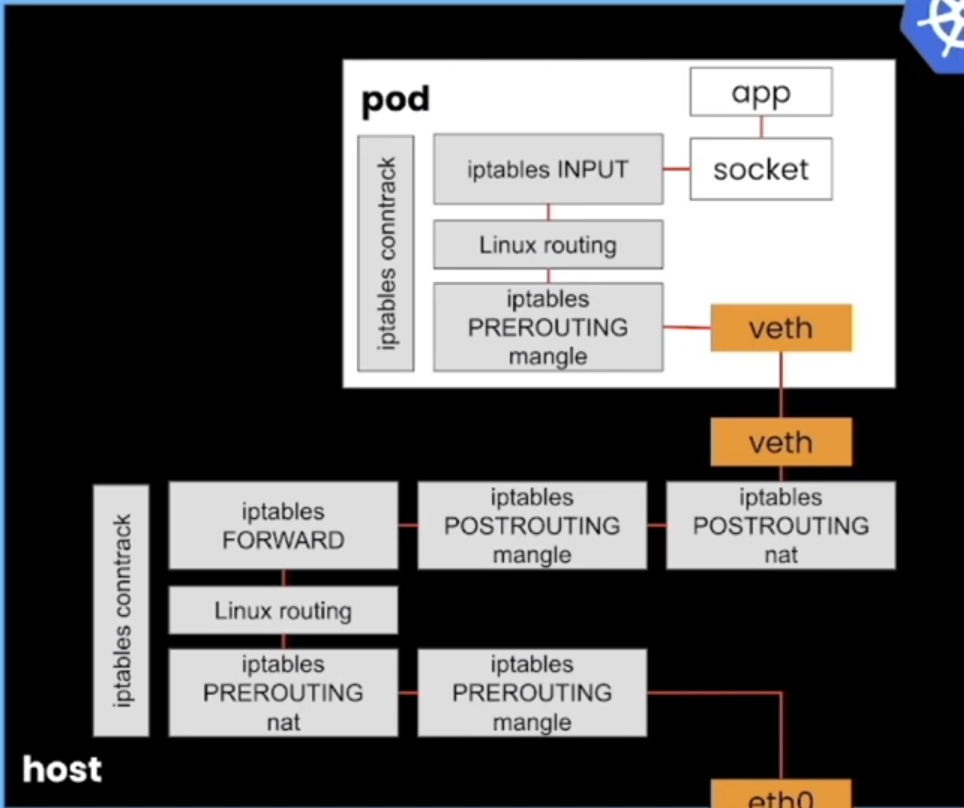 pod
app
iptables conntrack
iptables INPUT
socket
Linux routing
iptables
PREROUTING
mangle
veth
veth
iptables conntrack
iptables
FORWARD
iptables
POSTROUTING
mangle
iptables
POSTROUTING
nat
Linux routing
iptables
PREROUTING
nat
iptables
PREROUTING
mangle
host
eth0